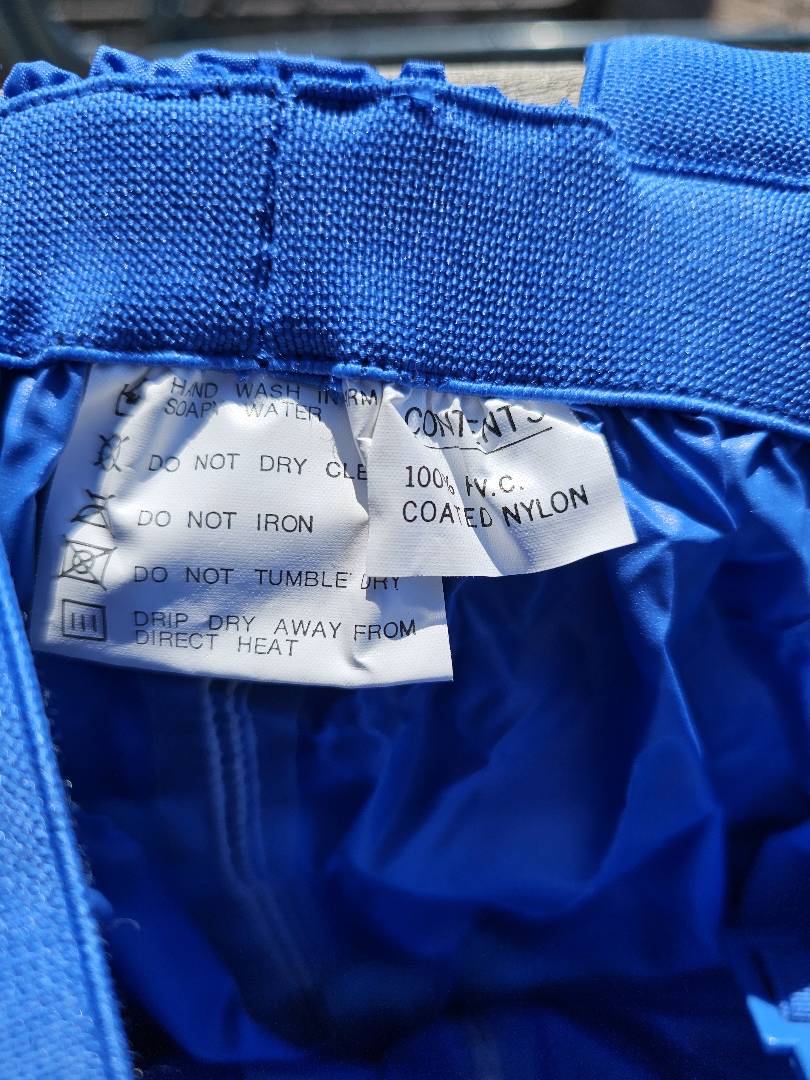 HAND WASH IN
SOAPY WATER
DO NOT DRY
DO NOT IRON
DO NOT TUMBLE DRY
DRIP DRY AWAY FROM
DIRECT HEAT
CONTENTS
100%
COATED NYLON